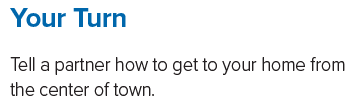 Your Turn
Tell a partner how to get to your home from
the center of town.